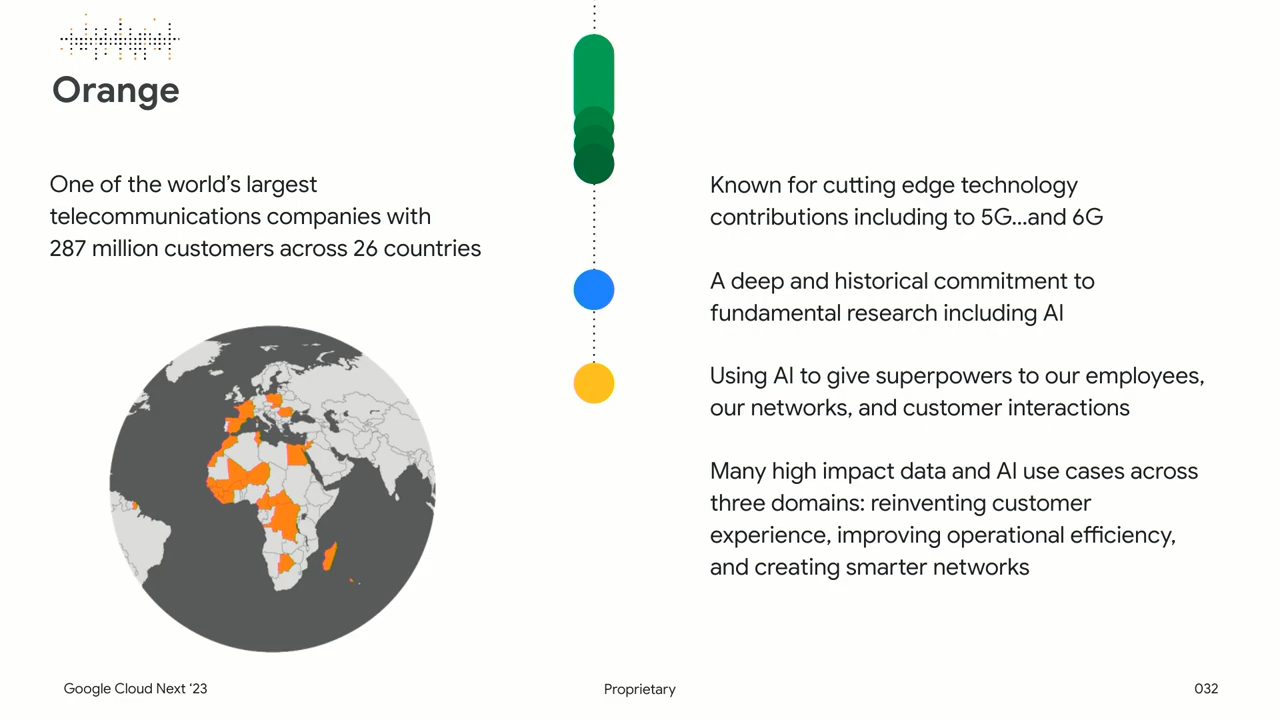 Orange
One of the world’s largest
telecommunications companies with
287 million customers across 26 countries
Known for cutting edge technology
contributions including to 5G...and 6G
A deep and historical commitment to
fundamental research including AI
Using AI to give superpowers to our employees,
our networks, and customer interactions
Many high impact data and AI use cases across
three domains: reinventing customer
experience, improving operational efficiency,
and creating smarter networks
Google Cloud Next ‘23
Proprietary
032